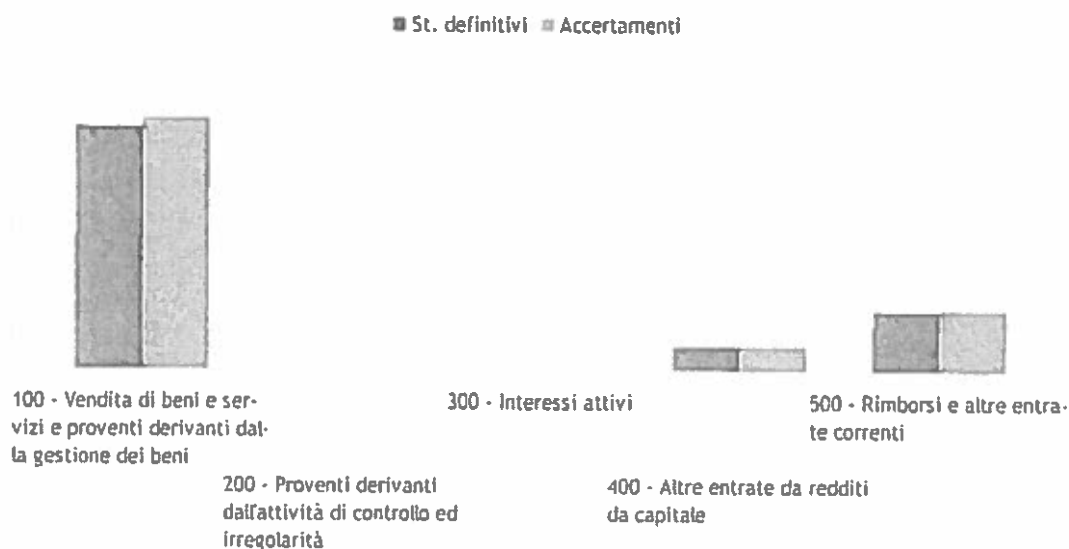 St. definitivi Accertamenti
100 - Vendita di beni e ser-
vizi e proventi derivanti dal-
la gestione dei beni
200 - Proventi derivanti
dall'attività di controllo ed
irregolarità
300 - Interessi attivi
400 - Altre entrate da redditi
da capitale
500 - Rimborsi e altre entra-
te correnti